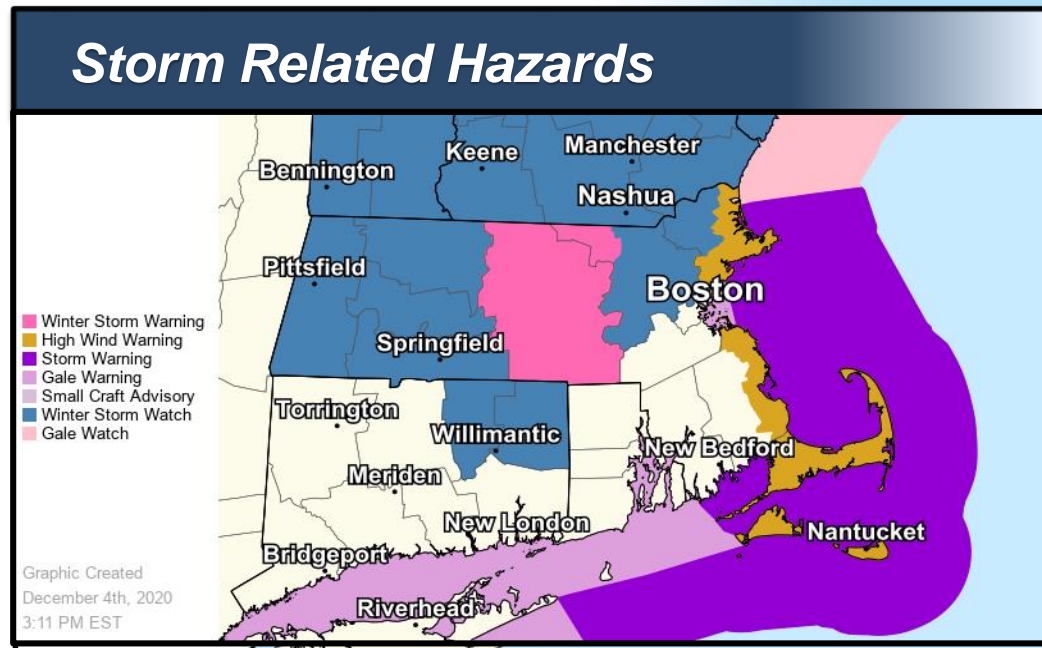 Storm Related Hazards
Bennington
Keene
Manchester
Nashua
Pittsfield
Boston
Springfield
Winter Storm Warning
High Wind Warning
Storm Warning
Gale Warning
Small Craft Advisory
Winter Storm Watch
Gale Watch
Torrington
Willimantic
New Bedford
Meriden
New London
Nantucket
Bridgeport
Riverhead
Graphic Created
December 4th, 2020
3:11 PM EST